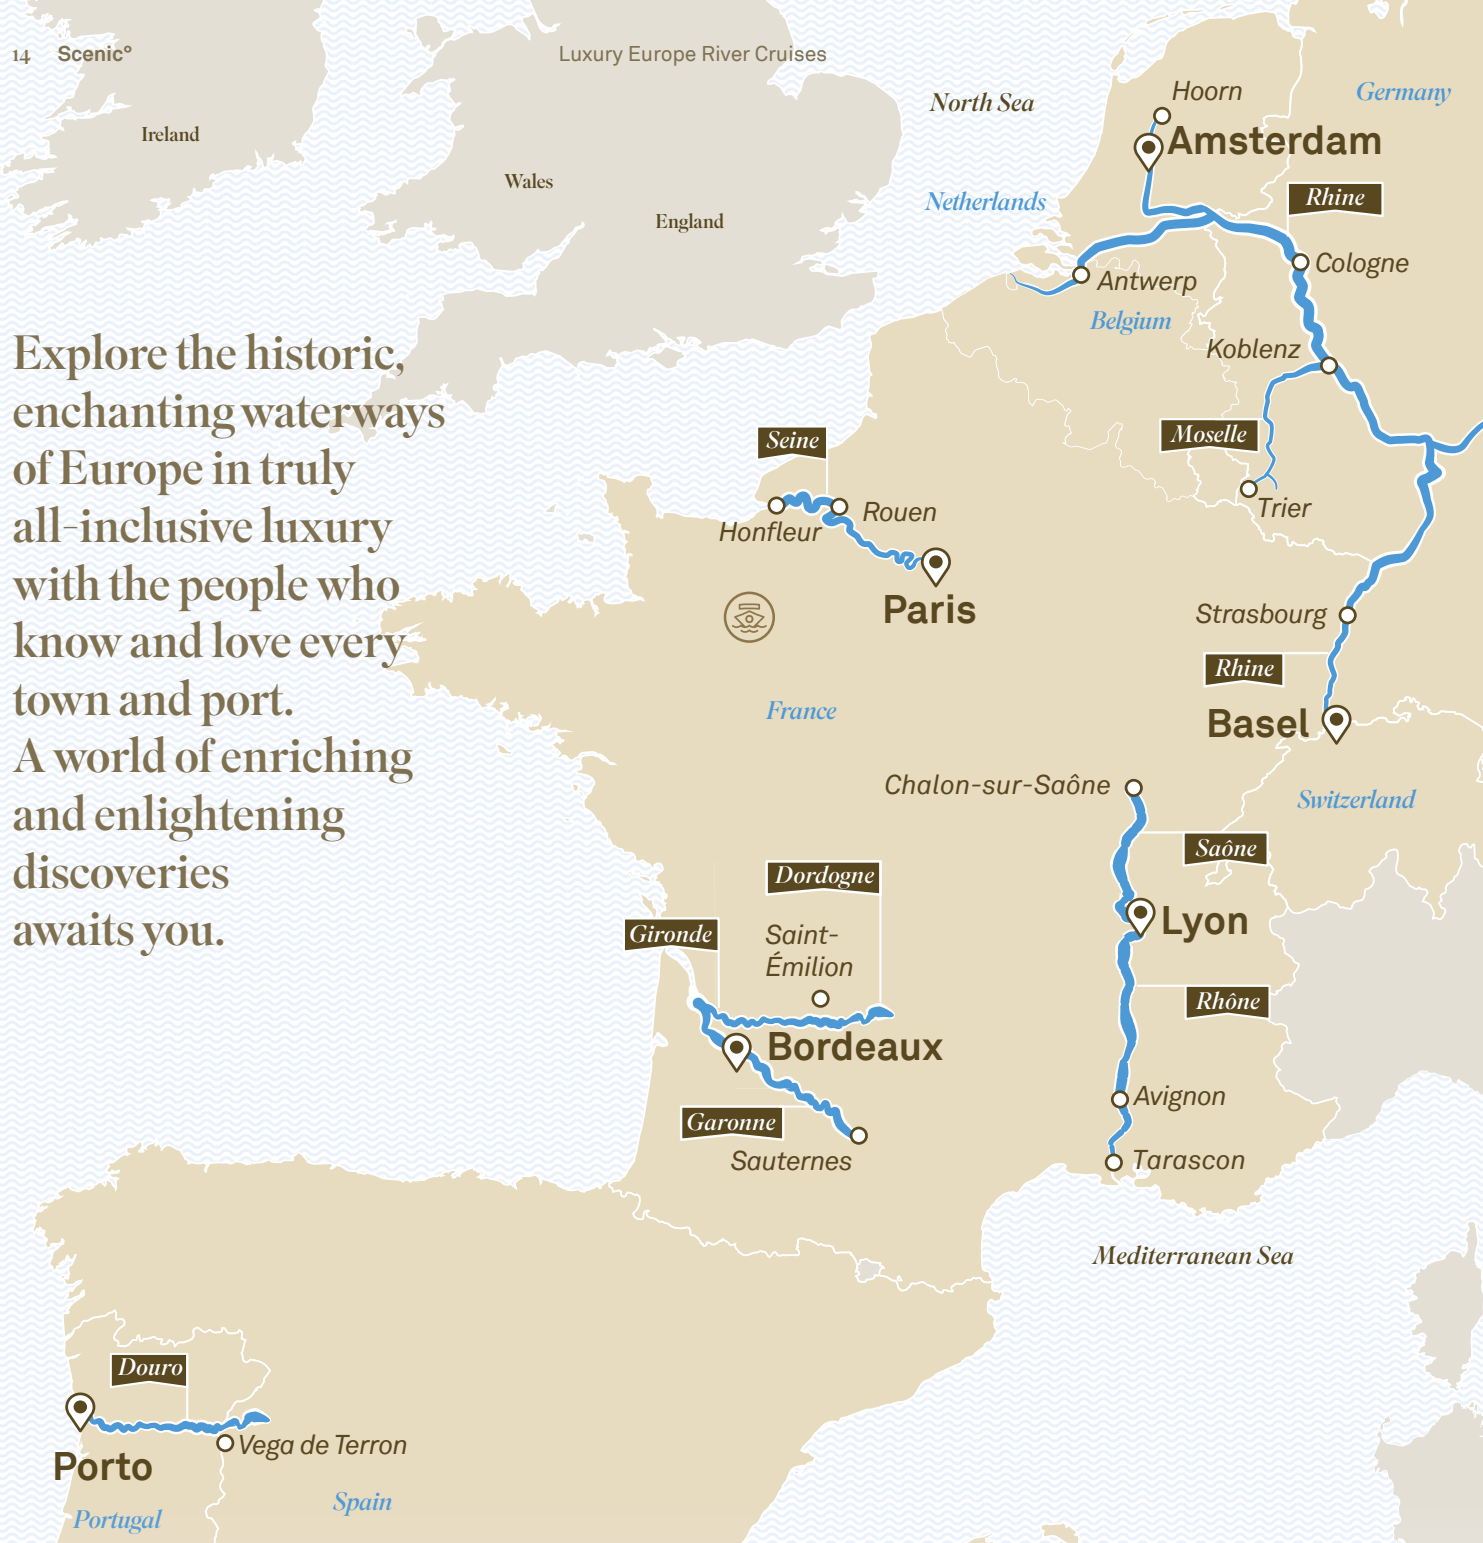 14 Scenic°
Luxury Europe River Cruises
Explore the historic,
enchanting waterways
of Europe in truly
all-inclusive luxury
with the people who
know and love every
town and port.
A world of enriching
and enlightening
discoveries
awaits you.
Ireland
Wales
England
North Sea
Netherlands
Hoorn
Amsterdam
Germany
Rhine
Cologne
Antwerp
Belgium
Koblenz
Moselle
Trier
Seine
Honfleur
Rouen
Paris
France
Strasbourg
Rhine
Basel
Switzerland
Chalon-sur-Saône
Saône
Lyon
Rhône
Avignon
Tarascon
Dordogne
Gironde
Saint-
Émilion
Bordeaux
Garonne
Sauternes
Mediterranean Sea
Douro
Porto
Vega de Terron
Portugal
Spain